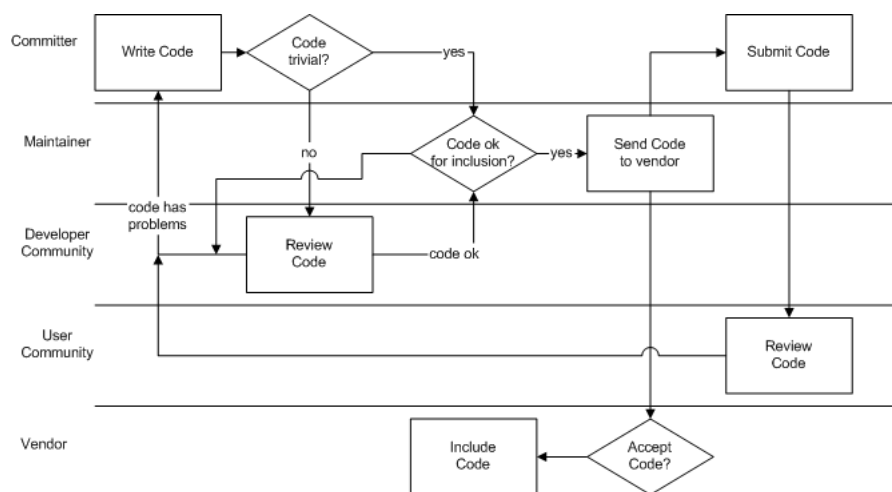 Committer
Write Code
Code
trivial?
yes
Submit Code
Maintainer
no
Code ok
for inclusion?
yes
Send Code
to vendor
code has
problems
Developer
Community
Review
Code
code ok
User
Community
Review
Code
Vendor
Include
Code
Accept
Code?